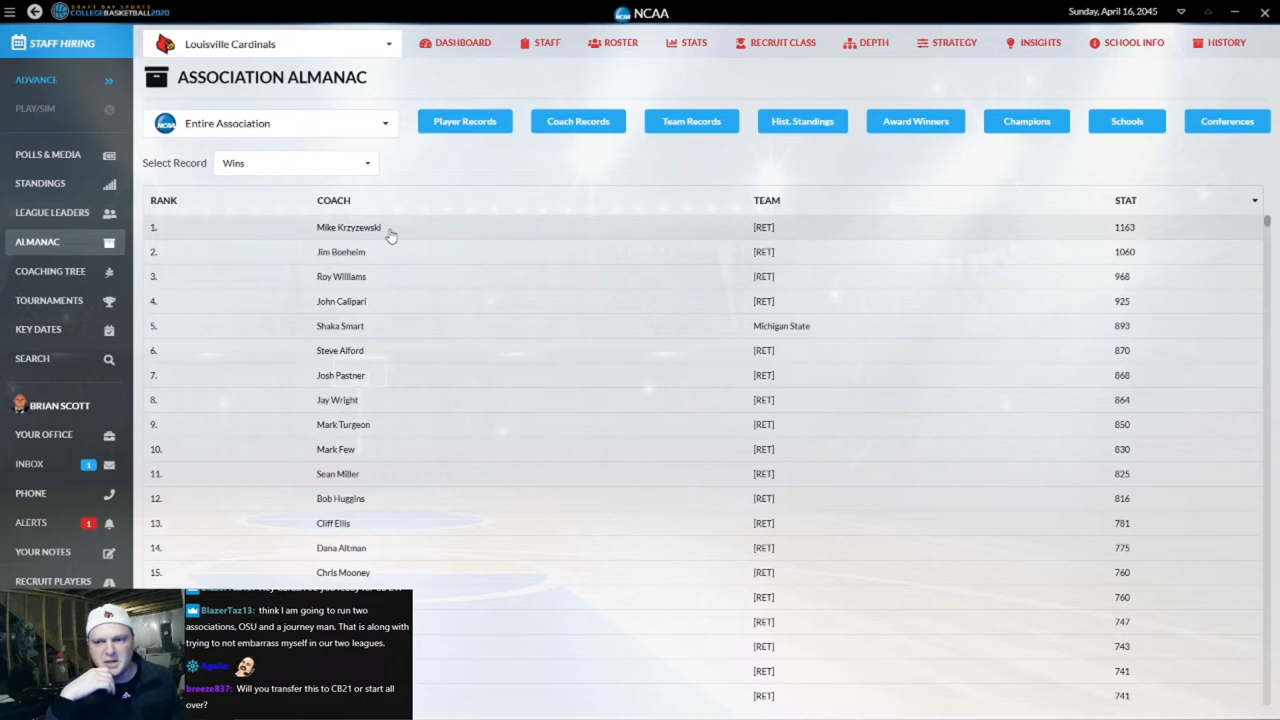 DRAFT DAY SPORTS
COLLEGE BASKETBALL 2020
NCAA
Sunday, April 16, 2045
STAFF HIRING
Louisville Cardinals
DASHBOARD
STAFF
ROSTER
STATS
RECRUIT CLASS
DEPTH
STRATEGY
INSIGHTS
SCHOOL INFO
HISTORY
ADVANCE
PLAY/SIM
POLLS & MEDIA
STANDINGS
LEAGUE LEADERS
ALMANAC
COACHING TREE
TOURNAMENTS
KEY DATES
SEARCH
BRIAN SCOTT
YOUR OFFICE
INBOX 1
PHONE
ALERTS 1
YOUR NOTES
RECRUIT PLAYERS
ASSOCIATION ALMANAC
Entire Association
Player Records
Coach Records
Team Records
Hist. Standings
Award Winners
Champions
Schools
Conferences
Select Record Wins
RANK COACH TEAM STAT
1. Mike Krzyzewski [RET] 1163
2. Jim Boeheim [RET] 1060
3. Roy Williams [RET] 968
4. John Calipari [RET] 925
5. Shaka Smart Michigan State 893
6. Steve Alford [RET] 870
7. Josh Pastner [RET] 868
8. Jay Wright [RET] 864
9. Mark Turgeon [RET] 850
10. Mark Few [RET] 830
11. Sean Miller [RET] 825
12. Bob Huggins [RET] 816
13. Cliff Ellis [RET] 781
14. Dana Altman [RET] 775
15. Chris Mooney [RET] 760
[RET] 760
[RET] 747
[RET] 743
[RET] 741
[RET] 741
BlazerTaz13: think I am going to run two
associations, OSU and a journey man. That is along with
trying to not embarrass myself in our two leagues.
breeze837: Will you transfer this to CB21 or start all
over?